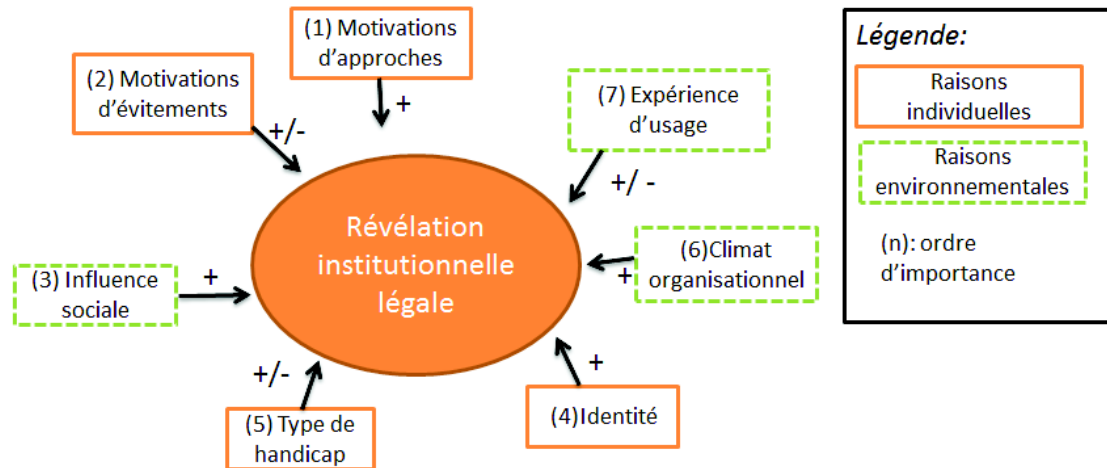 (1) Motivations
d'approches
+
(2) Motivations
d'évitements
+/-
(7) Expérience
d'usage
+/ -
Révélation
institutionnelle
légale
(6)Climat
organisationnel
+
(3) Influence
sociale
+
+/-
(5) Type de
handicap
+
(4)Identité
Légende:
Raisons
individuelles
Raisons
environnementales
(n): ordre
d'importance